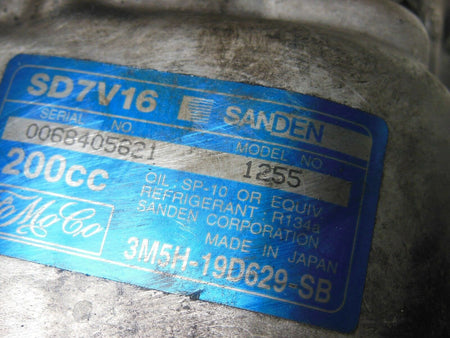 SD7V16 SANDEN
SERIAL NO MODEL NO
0068405621 1255
200cc OIL SP-10 OR EQUIV
REFRIGERANT R134a
SANDEN CORPORATION
FoMoCo MADE IN JAPAN
3M5H-19D629-SB